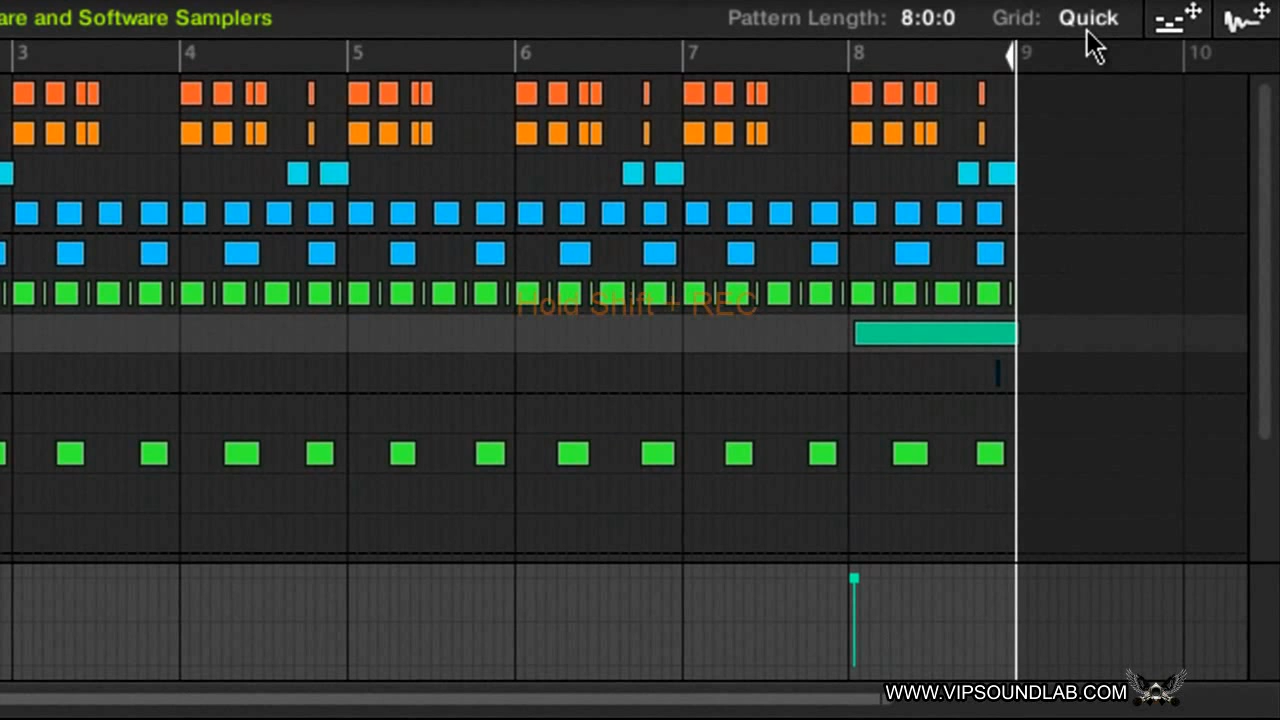 are and Software Samplers
Pattern Length: 8:0:0 Grid: Quick
3 4 5 6 7 8 9 10
Hold Shift + REC
WWW.VIPSOUNDLAB.COM